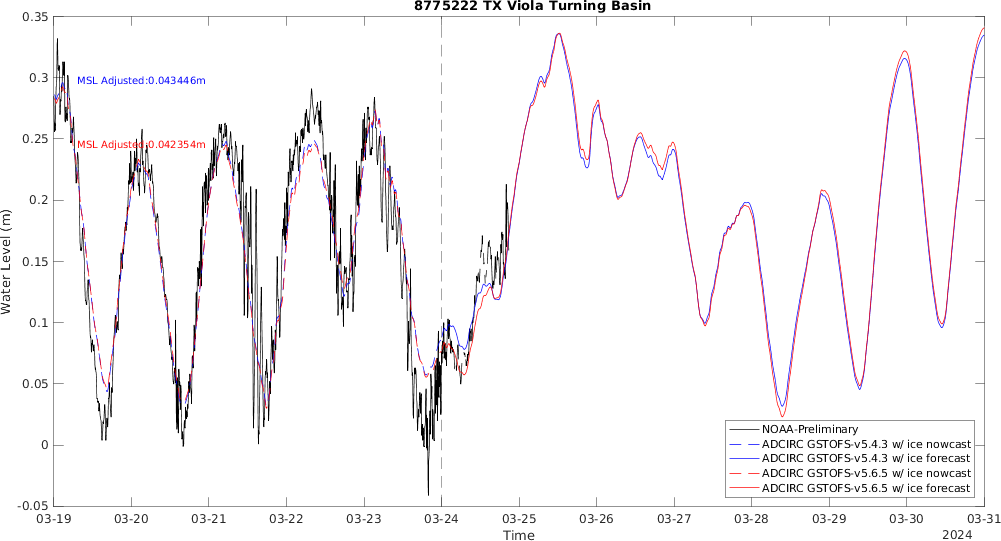 8775222 TX Viola Turning Basin
0.35
0.3
0.25
0.2
0.15
0.1
0.05
0
-0.05
Water Level (m)
MSL Adjusted:0.043446m
MSL Adjusted:0.042354m
NOAA-Preliminary
ADCIRC GSTOFS-v5.4.3 w/ ice nowcast
ADCIRC GSTOFS-v5.4.3 w/ ice forecast
ADCIRC GSTOFS-v5.6.5 w/ ice nowcast
ADCIRC GSTOFS-v5.6.5 w/ ice forecast
03-19 03-20 03-21 03-22 03-23 03-24 03-25 03-26 03-27 03-28 03-29 03-30 03-31
Time
2024